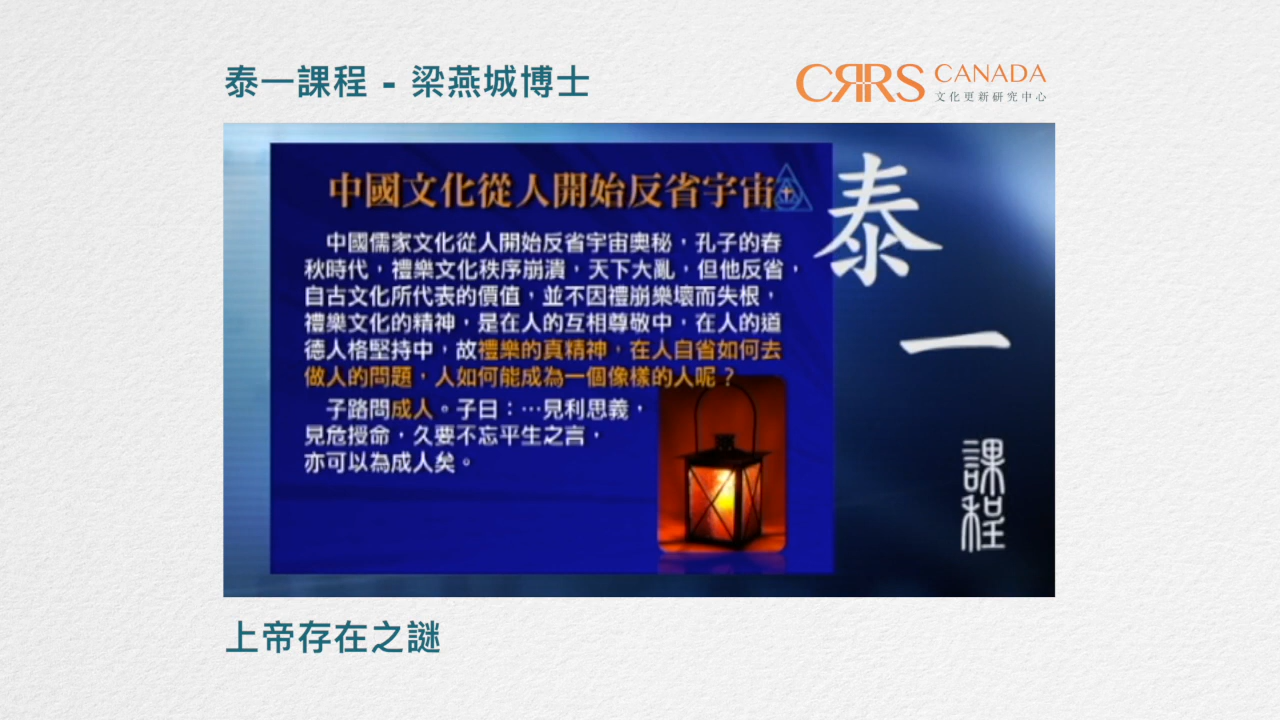 泰一課程 - 梁燕城博士
CRRS CANADA
文化更新研究中心
中國文化從人開始反省宇宙
中國儒家文化從人開始反省宇宙奧秘，孔子的春
秋時代，禮樂文化秩序崩潰，天下大亂，但他反省，
自古文化所代表的價值，並不因禮崩樂壞而失根，
禮樂文化的精神，是在人的互相尊敬中，在人的道
德人格堅持中，故禮樂的真精神，在人自省如何去
做人的問題，人如何能成為一個像樣的人呢？
子路問成人。子曰：…見利思義，
見危授命，久要不忘平生之言，
亦可以為成人矣。
泰一
課程
上帝存在之謎